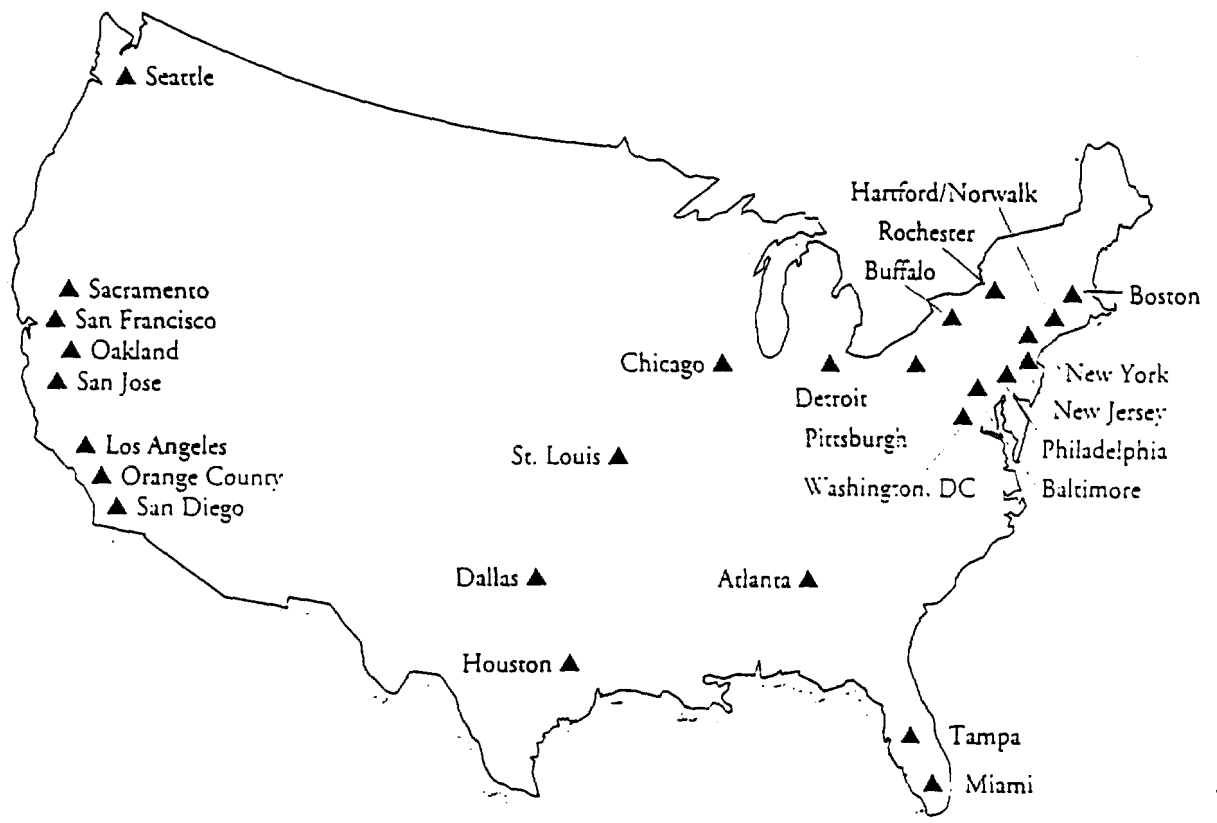 Seattle
Hartford/Norwalk
Rochester
Buffalo
Boston
Sacramento
San Francisco
Oakland
San Jose
Chicago
Detroit
New York
New Jersey
Pittsburgh
Philadelphia
Los Angeles
St. Louis
Orange County
Washington, DC
Baltimore
San Diego
Dallas
Atlanta
Houston
Tampa
Miami